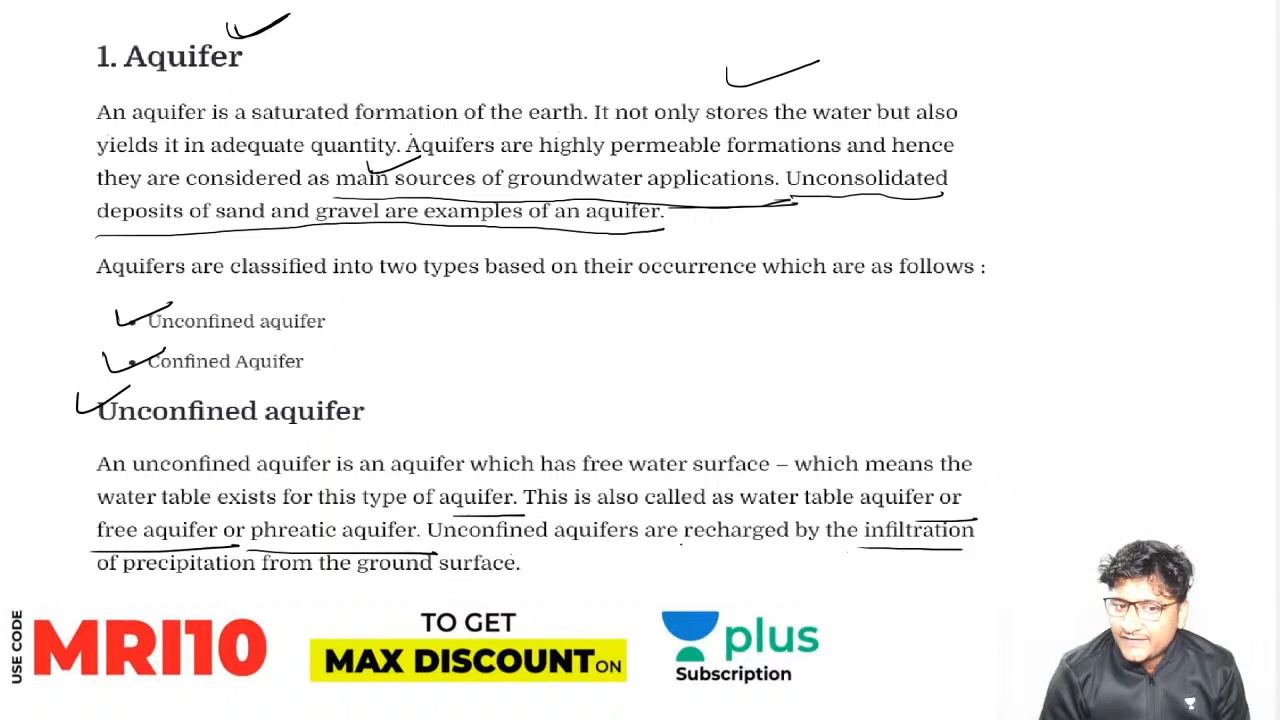 1. Aquifer
An aquifer is a saturated formation of the earth. It not only stores the water but also
yields it in adequate quantity. Aquifers are highly permeable formations and hence
they are considered as main sources of groundwater applications. Unconsolidated
deposits of sand and gravel are examples of an aquifer.
Aquifers are classified into two types based on their occurrence which are as follows :
• Unconfined aquifer
• Confined Aquifer
Unconfined aquifer
An unconfined aquifer is an aquifer which has free water surface – which means the
water table exists for this type of aquifer. This is also called as water table aquifer or
free aquifer or phreatic aquifer. Unconfined aquifers are recharged by the infiltration
of precipitation from the ground surface.
USE CODE
MRI10
TO GET
MAX DISCOUNT ON
plus
Subscription